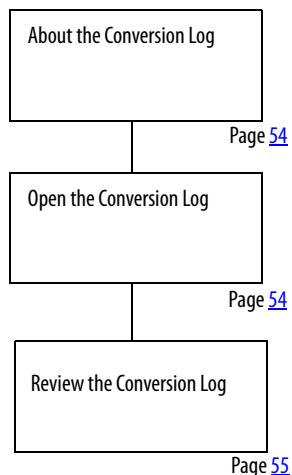 About the Conversion Log
Page 54
Open the Conversion Log
Page 54
Review the Conversion Log
Page 55